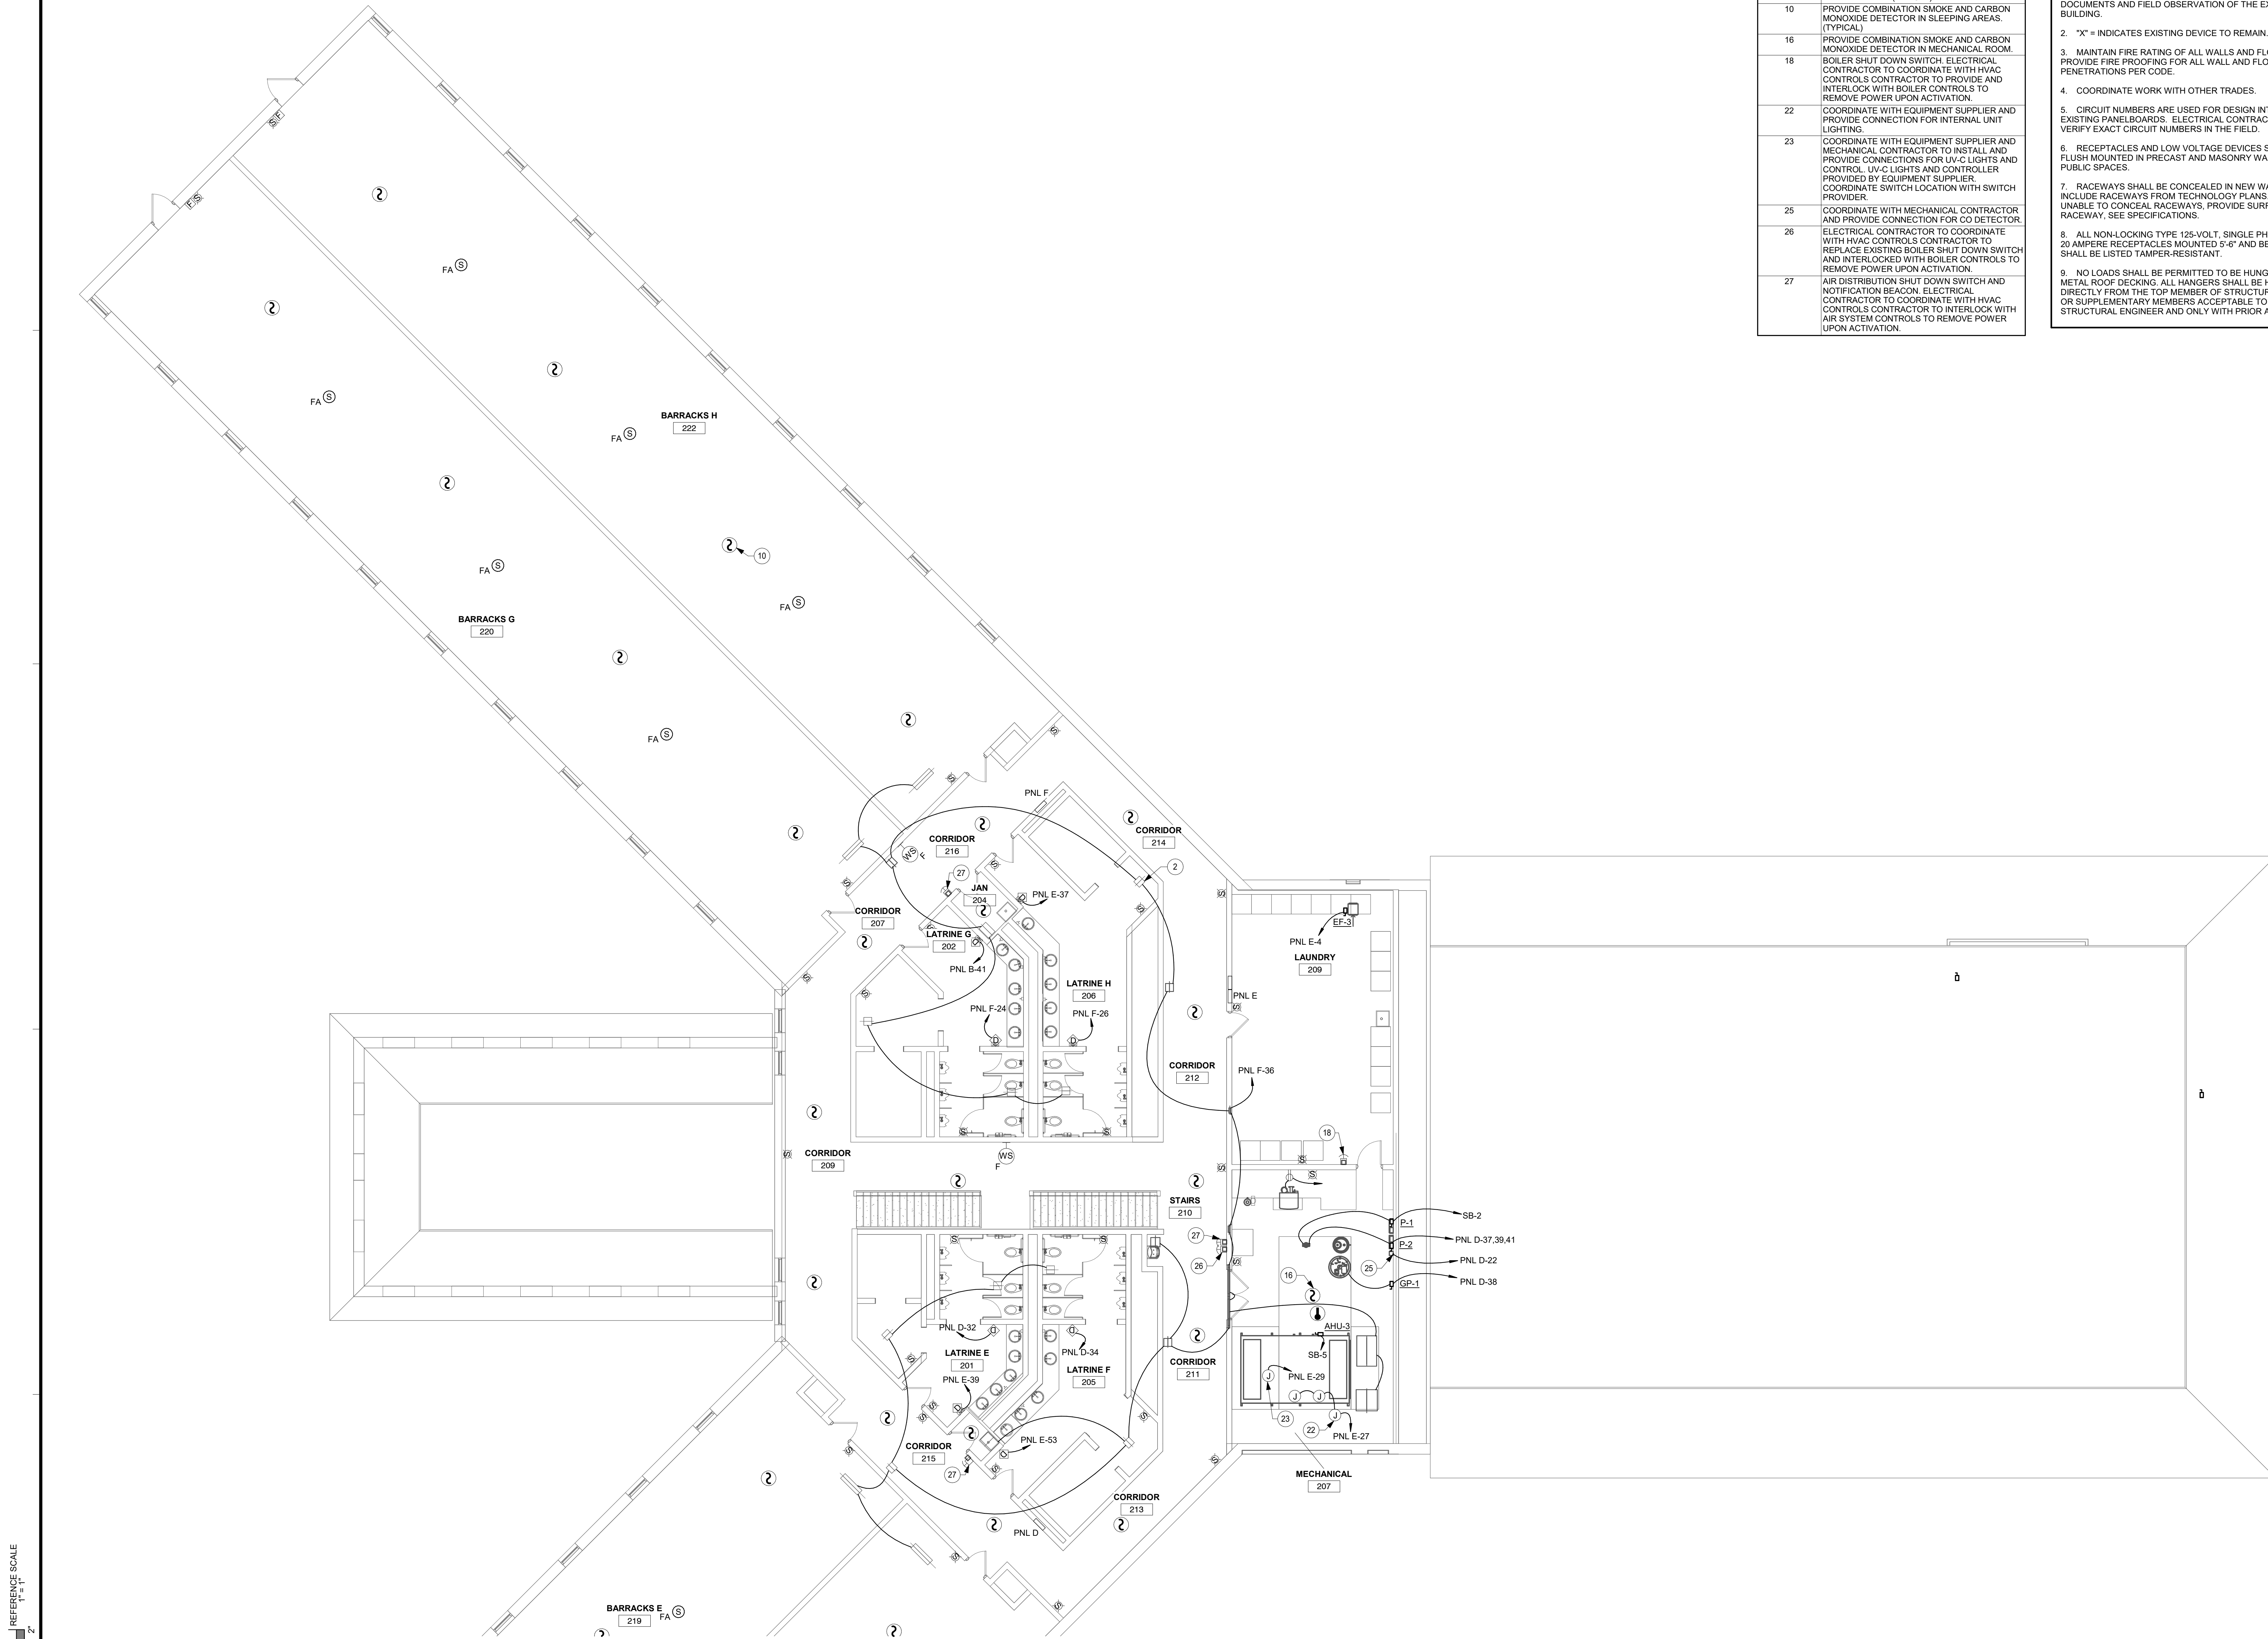 10
PROVIDE COMBINATION SMOKE AND CARBON
MONOXIDE DETECTOR IN SLEEPING AREAS.
(TYPICAL)
16
PROVIDE COMBINATION SMOKE AND CARBON
MONOXIDE DETECTOR IN MECHANICAL ROOM.
18
BOILER SHUT DOWN SWITCH. ELECTRICAL
CONTRACTOR TO COORDINATE WITH HVAC
CONTROLS CONTRACTOR TO PROVIDE AND
INTERLOCK WITH BOILER CONTROLS TO
REMOVE POWER UPON ACTIVATION.
22
COORDINATE WITH EQUIPMENT SUPPLIER AND
PROVIDE CONNECTION FOR INTERNAL UNIT
LIGHTING.
23
COORDINATE WITH EQUIPMENT SUPPLIER AND
MECHANICAL CONTRACTOR TO INSTALL AND
PROVIDE CONNECTIONS FOR UV-C LIGHTS AND
CONTROL. UV-C LIGHTS AND CONTROLLER
PROVIDED BY EQUIPMENT SUPPLIER.
COORDINATE SWITCH LOCATION WITH SWITCH
PROVIDER.
25
COORDINATE WITH MECHANICAL CONTRACTOR
AND PROVIDE CONNECTION FOR CO DETECTOR.
26
ELECTRICAL CONTRACTOR TO COORDINATE
WITH HVAC CONTROLS CONTRACTOR TO
REPLACE EXISTING BOILER SHUT DOWN SWITCH
AND INTERLOCKED WITH BOILER CONTROLS TO
REMOVE POWER UPON ACTIVATION.
27
AIR DISTRIBUTION SHUT DOWN SWITCH AND
NOTIFICATION BEACON. ELECTRICAL
CONTRACTOR TO COORDINATE WITH HVAC
CONTROLS CONTRACTOR TO INTERLOCK WITH
AIR SYSTEM CONTROLS TO REMOVE POWER
UPON ACTIVATION.
DOCUMENTS AND FIELD OBSERVATION OF THE
BUILDING.
2. "X" = INDICATES EXISTING DEVICE TO REMAIN.
3. MAINTAIN FIRE RATING OF ALL WALLS AND
PROVIDE FIRE PROOFING FOR ALL WALL AND
PENETRATIONS PER CODE.
4. COORDINATE WORK WITH OTHER TRADES.
5. CIRCUIT NUMBERS ARE USED FOR DESIGN
EXISTING PANELBOARDS. ELECTRICAL
VERIFY EXACT CIRCUIT NUMBERS IN THE FIELD.
6. RECEPTACLES AND LOW VOLTAGE DEVICES
FLUSH MOUNTED IN PRECAST AND MASONRY
PUBLIC SPACES.
7. RACEWAYS SHALL BE CONCEALED IN NEW
INCLUDE RACEWAYS FROM TECHNOLOGY PLANS.
UNABLE TO CONCEAL RACEWAYS, PROVIDE
RACEWAY, SEE SPECIFICATIONS.
8. ALL NON-LOCKING TYPE 125-VOLT, SINGLE
20 AMPERE RECEPTACLES MOUNTED 5'-6" AND
SHALL BE LISTED TAMPER-RESISTANT.
9. NO LOADS SHALL BE PERMITTED TO BE HUNG
METAL ROOF DECKING. ALL HANGERS SHALL BE
DIRECTLY FROM THE TOP MEMBER OF
OR SUPPLEMENTARY MEMBERS ACCEPTABLE TO
STRUCTURAL ENGINEER AND ONLY WITH PRIOR
S F
F S
FA S
FA S
BARRACKS H
222
FA S
10
FA S
FA S
BARRACKS G
220
FA S
PNL F
CORRIDOR
214
CORRIDOR
216
WS
F
2
27
JAN
204
PNL E-37
CORRIDOR
207
LATRINE G
202
PNL B-41
EF-3
PNL E-4
LAUNDRY
209
LATRINE H
206
PNL E
PNL F-24
PNL F-26
D
D
CORRIDOR
212
PNL F-36
18
CORRIDOR
209
WS
F
STAIRS
210
27
26
P-1
SB-2
P-2
PNL D-37,39,41
25
PNL D-22
GP-1
PNL D-38
16
AHU-3
SB-5
PNL D-32
PNL D-34
LATRINE E
201
LATRINE F
205
CORRIDOR
211
J
PNL E-29
PNL E-39
J
J
J
23
22
PNL E-27
CORRIDOR
215
PNL E-53
27
MECHANICAL
207
CORRIDOR
213
PNL D
BARRACKS E
219
FA S
REFERENCE SCALE
1" = 1"
2"